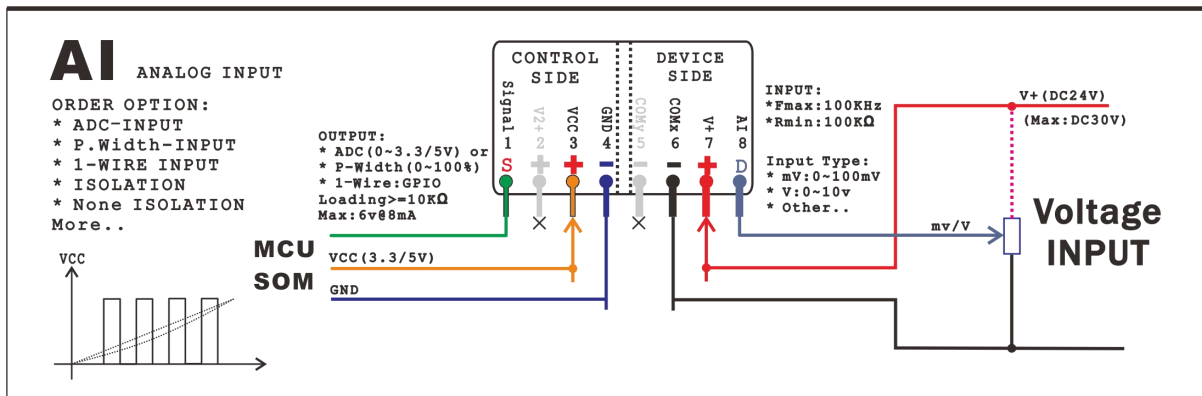 AI ANALOG INPUT
ORDER OPTION:
* ADC-INPUT
* P.Width-INPUT
* 1-WIRE INPUT
* ISOLATION
* None ISOLATION
More..
VCC
OUTPUT:
* ADC(0~3.3/5V) or
* P-Width(0~100%)
* 1-Wire:GPIO
Loading>=10KΩ
Max:6v@8mA
MCU
SOM
VCC(3.3/5V)
GND
CONTROL SIDE
DEVICE SIDE
Signal 1
V2+ 2
VCC 3
GND 4
COMv 5
COMx 6
V+ 7
AI 8
S
D
INPUT:
*Fmax:100KHz
*Rmin:100KΩ
Input Type:
* mV:0~100mV
* V:0~10v
* Other..
mv/V
V+(DC24V)
(Max:DC30V)
Voltage
INPUT